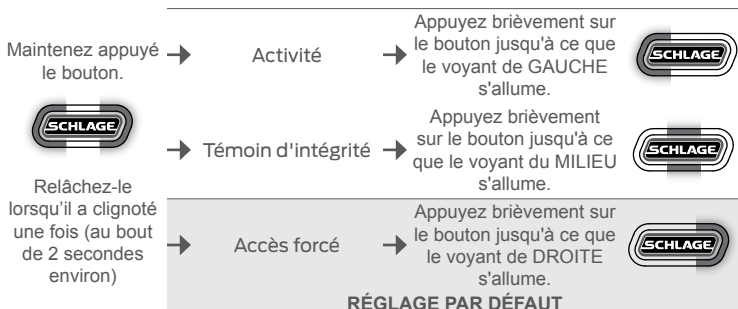 Maintenez appuyé
le bouton.
SCHLAGE
Relâchez-le
lorsqu'il a clignoté
une fois (au bout
de 2 secondes
environ)
Activité
Appuyez brièvement sur
le bouton jusqu'à ce que
le voyant de GAUCHE
s'allume.
SCHLAGE
Témoin d'intégrité
Appuyez brièvement
sur le bouton jusqu'à ce
que le voyant du MILIEU
s'allume.
SCHLAGE
Accès forcé
Appuyez brièvement sur
le bouton jusqu'à ce que
le voyant de DROITE
s'allume.
SCHLAGE
RÉGLAGE PAR DÉFAUT